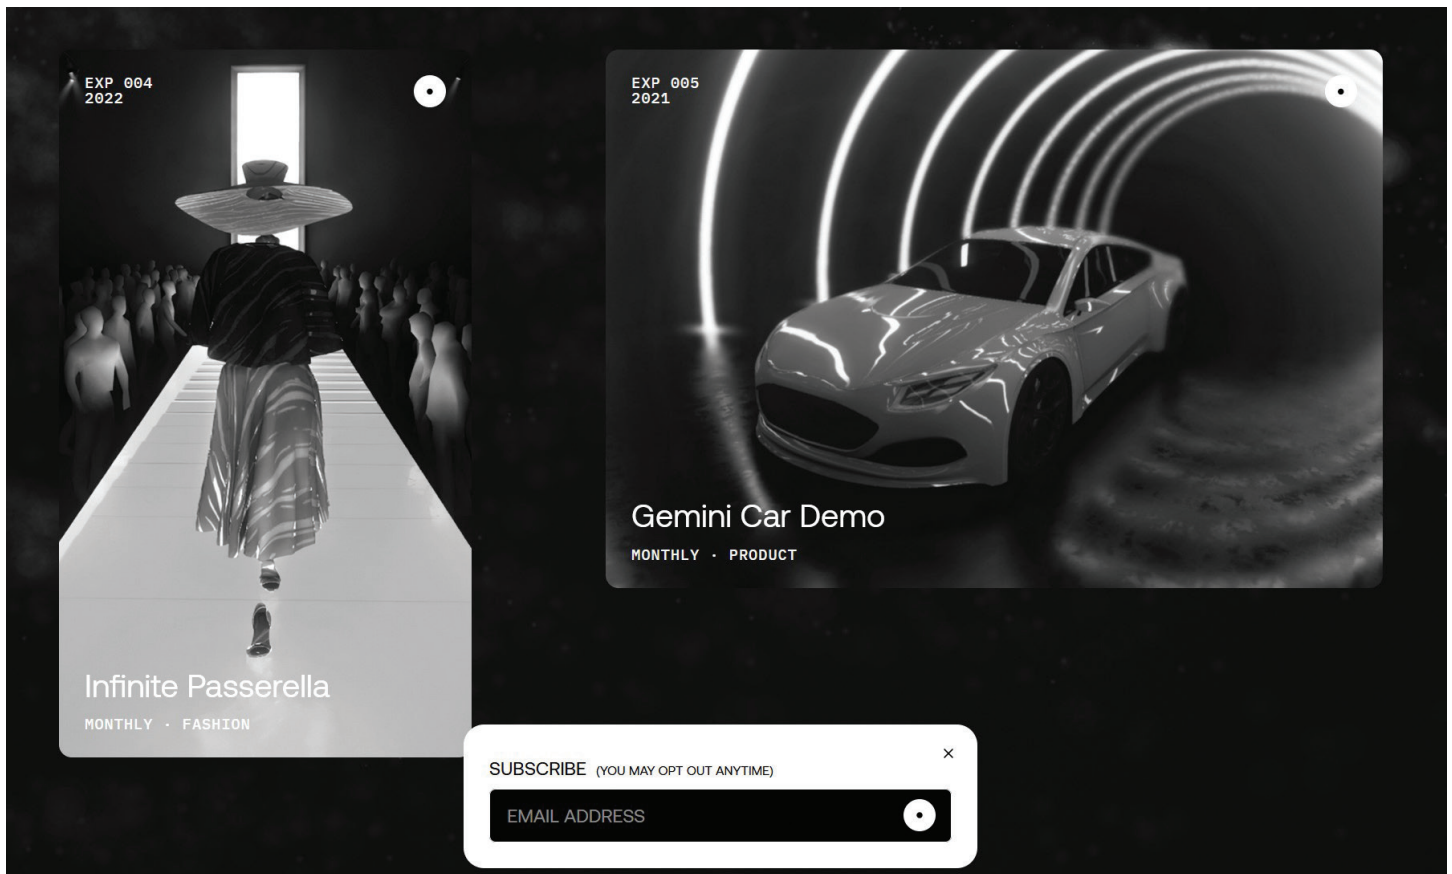 EXP 004
2022
Infinite Passerella
MONTHLY · FASHION
EXP 005
2021
Gemini Car Demo
MONTHLY · PRODUCT
SUBSCRIBE (YOU MAY OPT OUT ANYTIME)
EMAIL ADDRESS